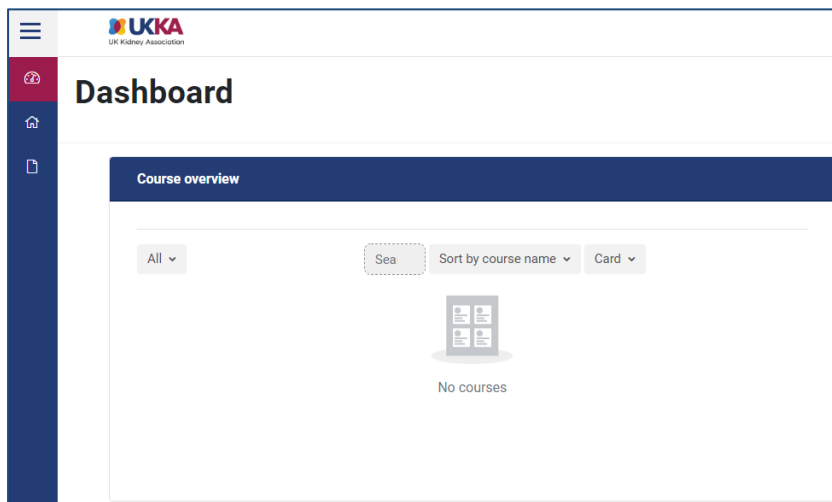 UKKA
UK Kidney Association
Dashboard
Course overview
All
Sea
Sort by course name
Card
No courses